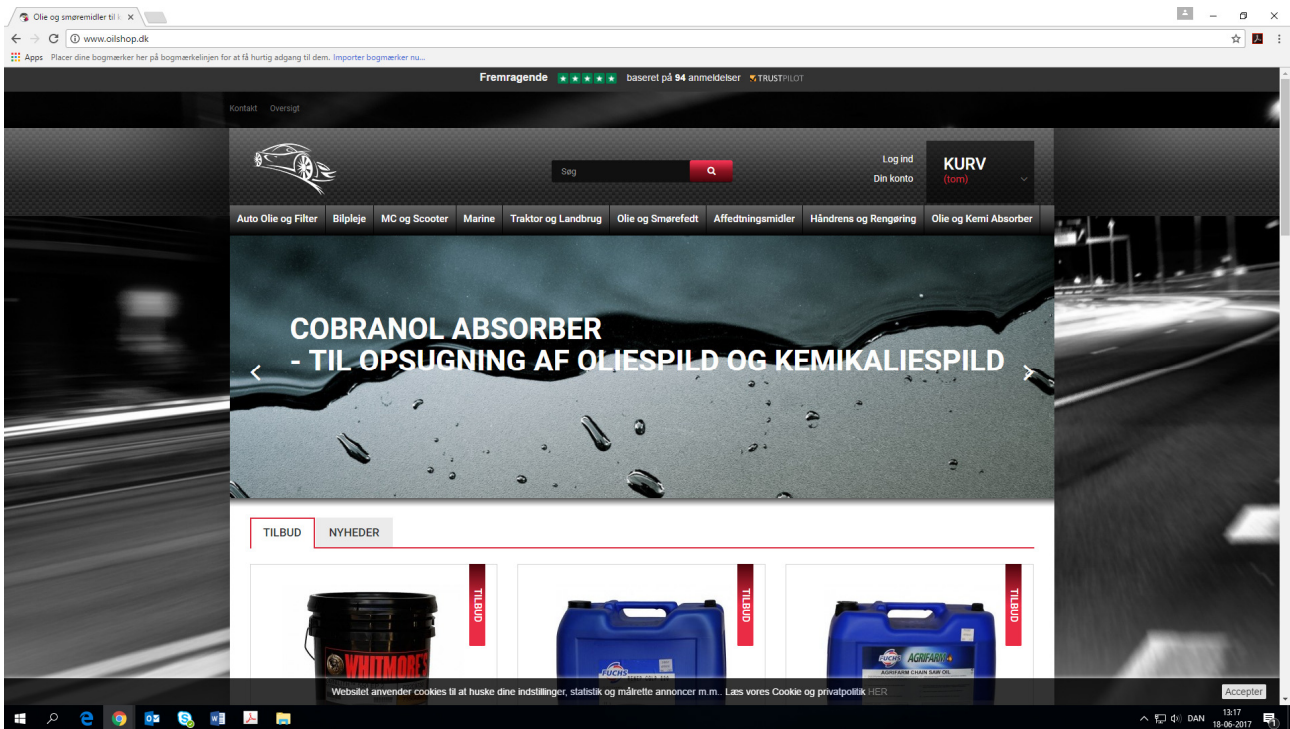 Olie og smøremidler til
www.oilshop.dk
Apps Placer dine bogmærker her på bogmærkelinjen for at få hurtig adgang til dem. Importer bogmærker nu...
Fremragende baseret på 94 anmeldelser TRUSTPILOT
Kontakt Oversigt
Søg
Log ind
Din konto
KURV
(tom)
Auto Olie og Filter Bilpleje MC og Scooter Marine Traktor og Landbrug Olie og Smørefedt Affedtningsmidler Håndrens og Rengøring Olie og Kemi Absorber
COBRANOL ABSORBER
- TIL OPSUGNING AF OLIESPILD OG KEMIKALIESPILD
TILBUD NYHEDER
TILBUD
TILBUD
TILBUD
WHITMORE'S
FUCHS
FUCHS AGRIFARM
AGRIFARM CHAIN SAW OIL
Websitet anvender cookies til at huske dine indstillinger, statistik og målrette annoncer m.m.. Læs vores Cookie og privatpolitik HER
Accepter
DAN
13:17
18-06-2017